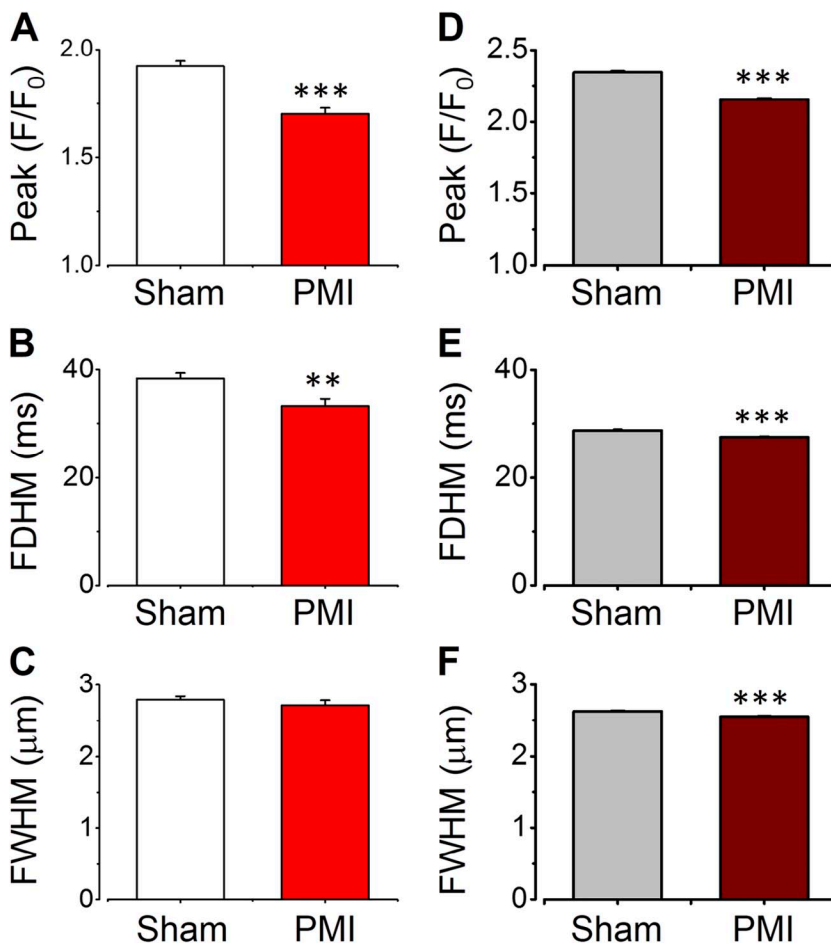 A
Peak (F/F₀)
2.0
1.5
1.0
***
Sham PMI
D
Peak (F/F₀)
2.5
2.0
1.5
1.0
***
Sham PMI
B
FDHM (ms)
40
20
0
**
Sham PMI
E
FDHM (ms)
40
20
0
***
Sham PMI
C
FWHM (μm)
3
2
1
0
Sham PMI
F
FWHM (μm)
3
2
1
0
***
Sham PMI